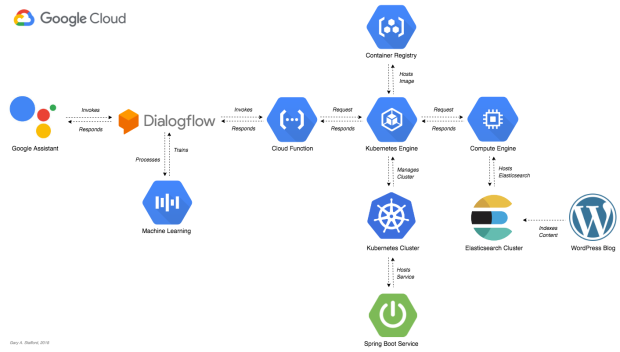 Google Cloud
Container Registry
Hosts
Image
Invokes
Responds
Dialogflow
Invokes
Responds
Request
Responds
Request
Responds
Google Assistant
Cloud Function
Kubernetes Engine
Compute Engine
Processes
Trains
Manages
Cluster
Hosts
Elasticsearch
Machine Learning
Kubernetes Cluster
Elasticsearch Cluster
Indexes
Content
W
WordPress Blog
Hosts
Service
Spring Boot Service
Gary A. Stafford, 2018